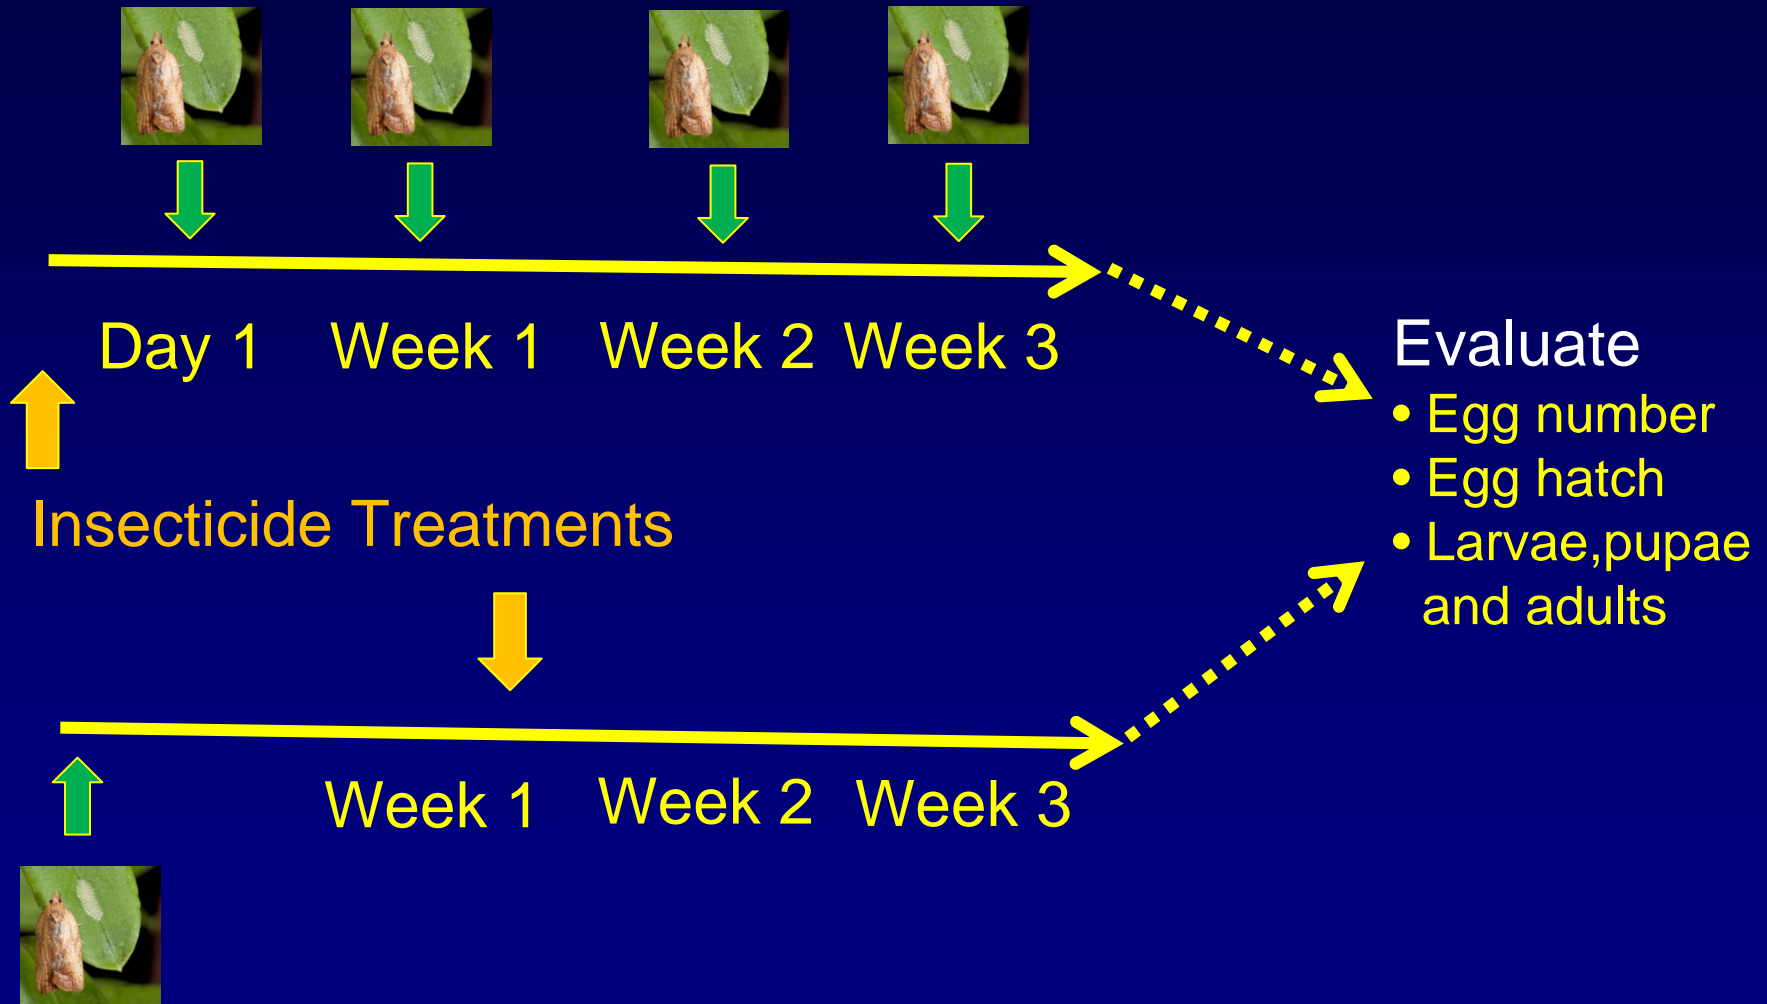 Day 1 Week 1 Week 2 Week 3
Insecticide Treatments
Week 1 Week 2 Week 3
Evaluate
• Egg number
• Egg hatch
• Larvae,pupae
and adults